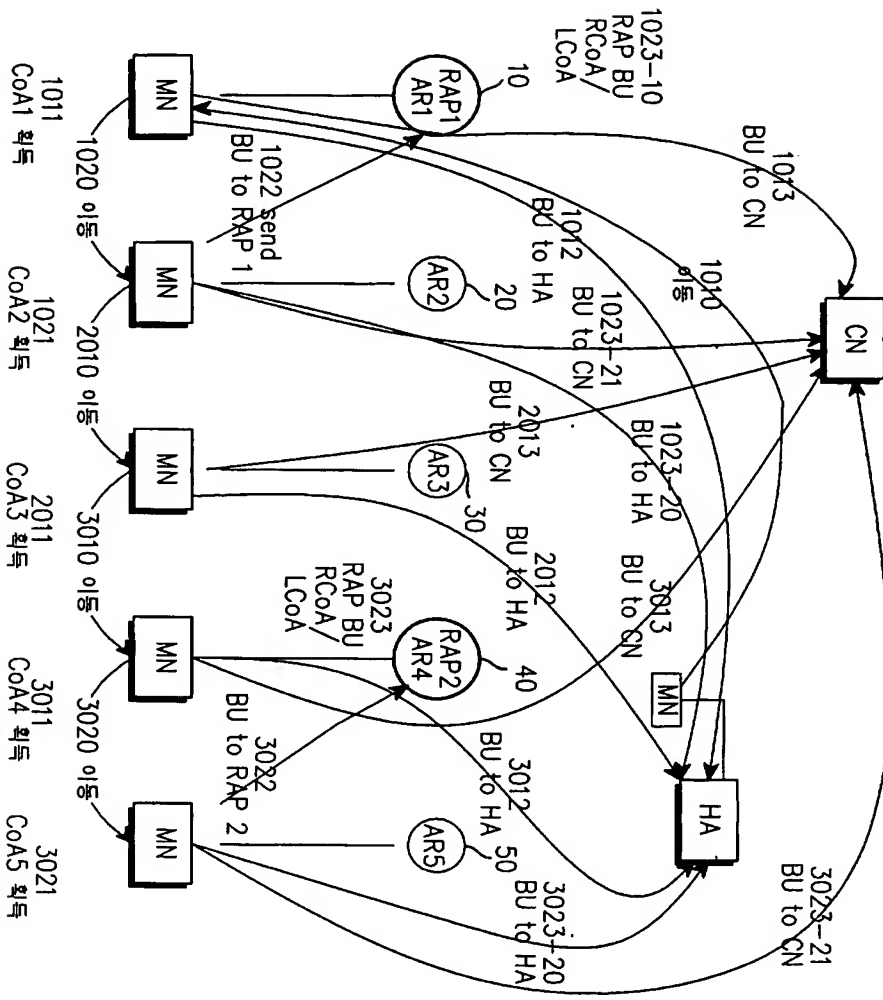 1023-10
RAP BU
RCoA/
LCoA
10
RAP1
AR1
MN
1011
CoA1 획득
1013
BU to CN
1010
이동
1012
BU to HA
1022 send
BU to RAP 1
1020 이동
CN
AR2
20
MN
1021
CoA2 획득
1023-21
BU to CN
1023-20
BU to HA
2010 이동
AR3
30
MN
2011
CoA3 획득
2013
BU to CN
2012
BU to HA
3010 이동
3013
BU to CN
MN
HA
3023
RAP BU
RCoA/
LCoA
RAP2
AR4
40
MN
3011
CoA4 획득
3012
BU to HA
3022
BU to RAP 2
3020 이동
AR5
50
MN
3021
CoA5 획득
3023-20
BU to HA
3023-21
BU to CN